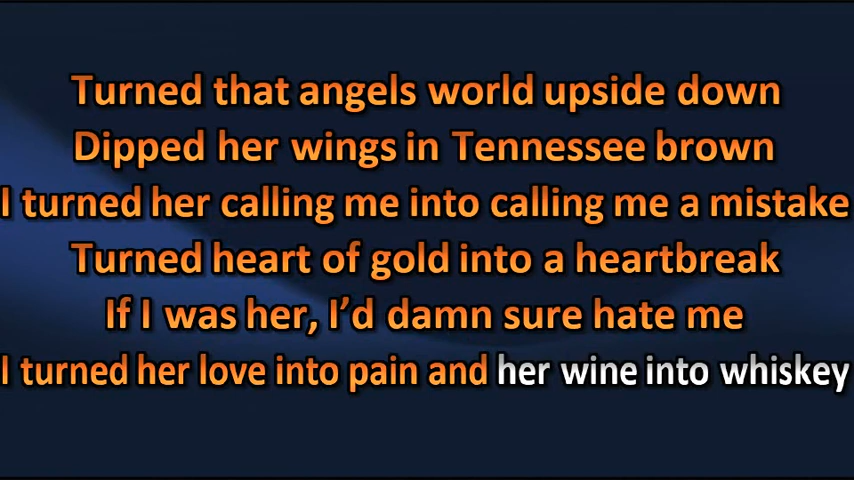 Turned that angels world upside down
Dipped her wings in Tennessee brown
I turned her calling me into calling me a mistake
Turned heart of gold into a heartbreak
If I was her, I’d damn sure hate me
I turned her love into pain and her wine into whiskey